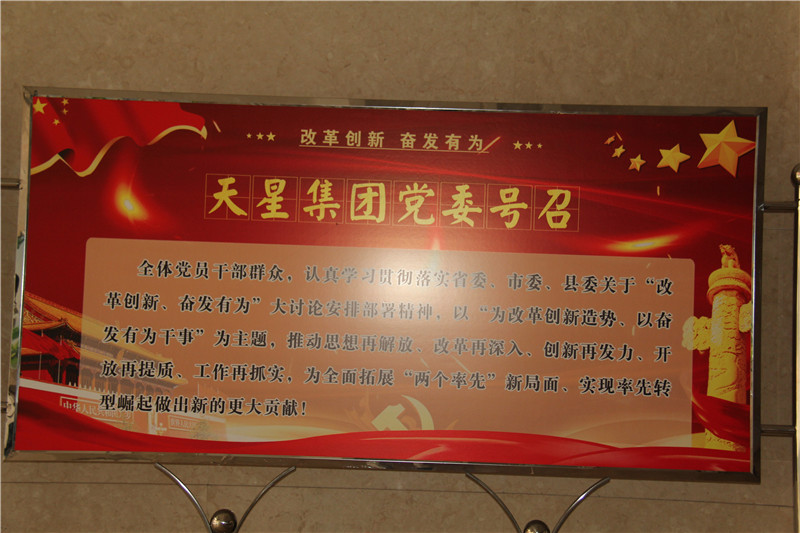 改革创新 奋发有为
天星集团党委号召
全体党员干部群众，认真学习贯彻落实省委、市委、县委关于“改
革创新、奋发有为”大讨论安排部署精神，以“为改革创新造势、以奋
发有为干事”为主题，推动思想再解放、改革再深入、创新再发力、开
放再提质、工作再抓实，为全面拓展“两个率先”新局面、实现率先转
型崛起做出新的更大贡献！
中华人民